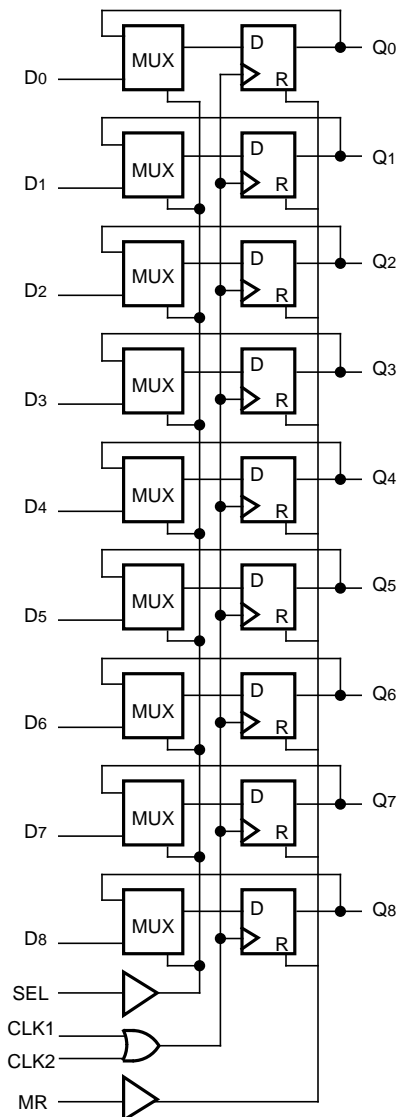 MUX D R Q0
D0
MUX D R Q1
D1
MUX D R Q2
D2
MUX D R Q3
D3
MUX D R Q4
D4
MUX D R Q5
D5
MUX D R Q6
D6
MUX D R Q7
D7
MUX D R Q8
D8
SEL
CLK1
CLK2
MR